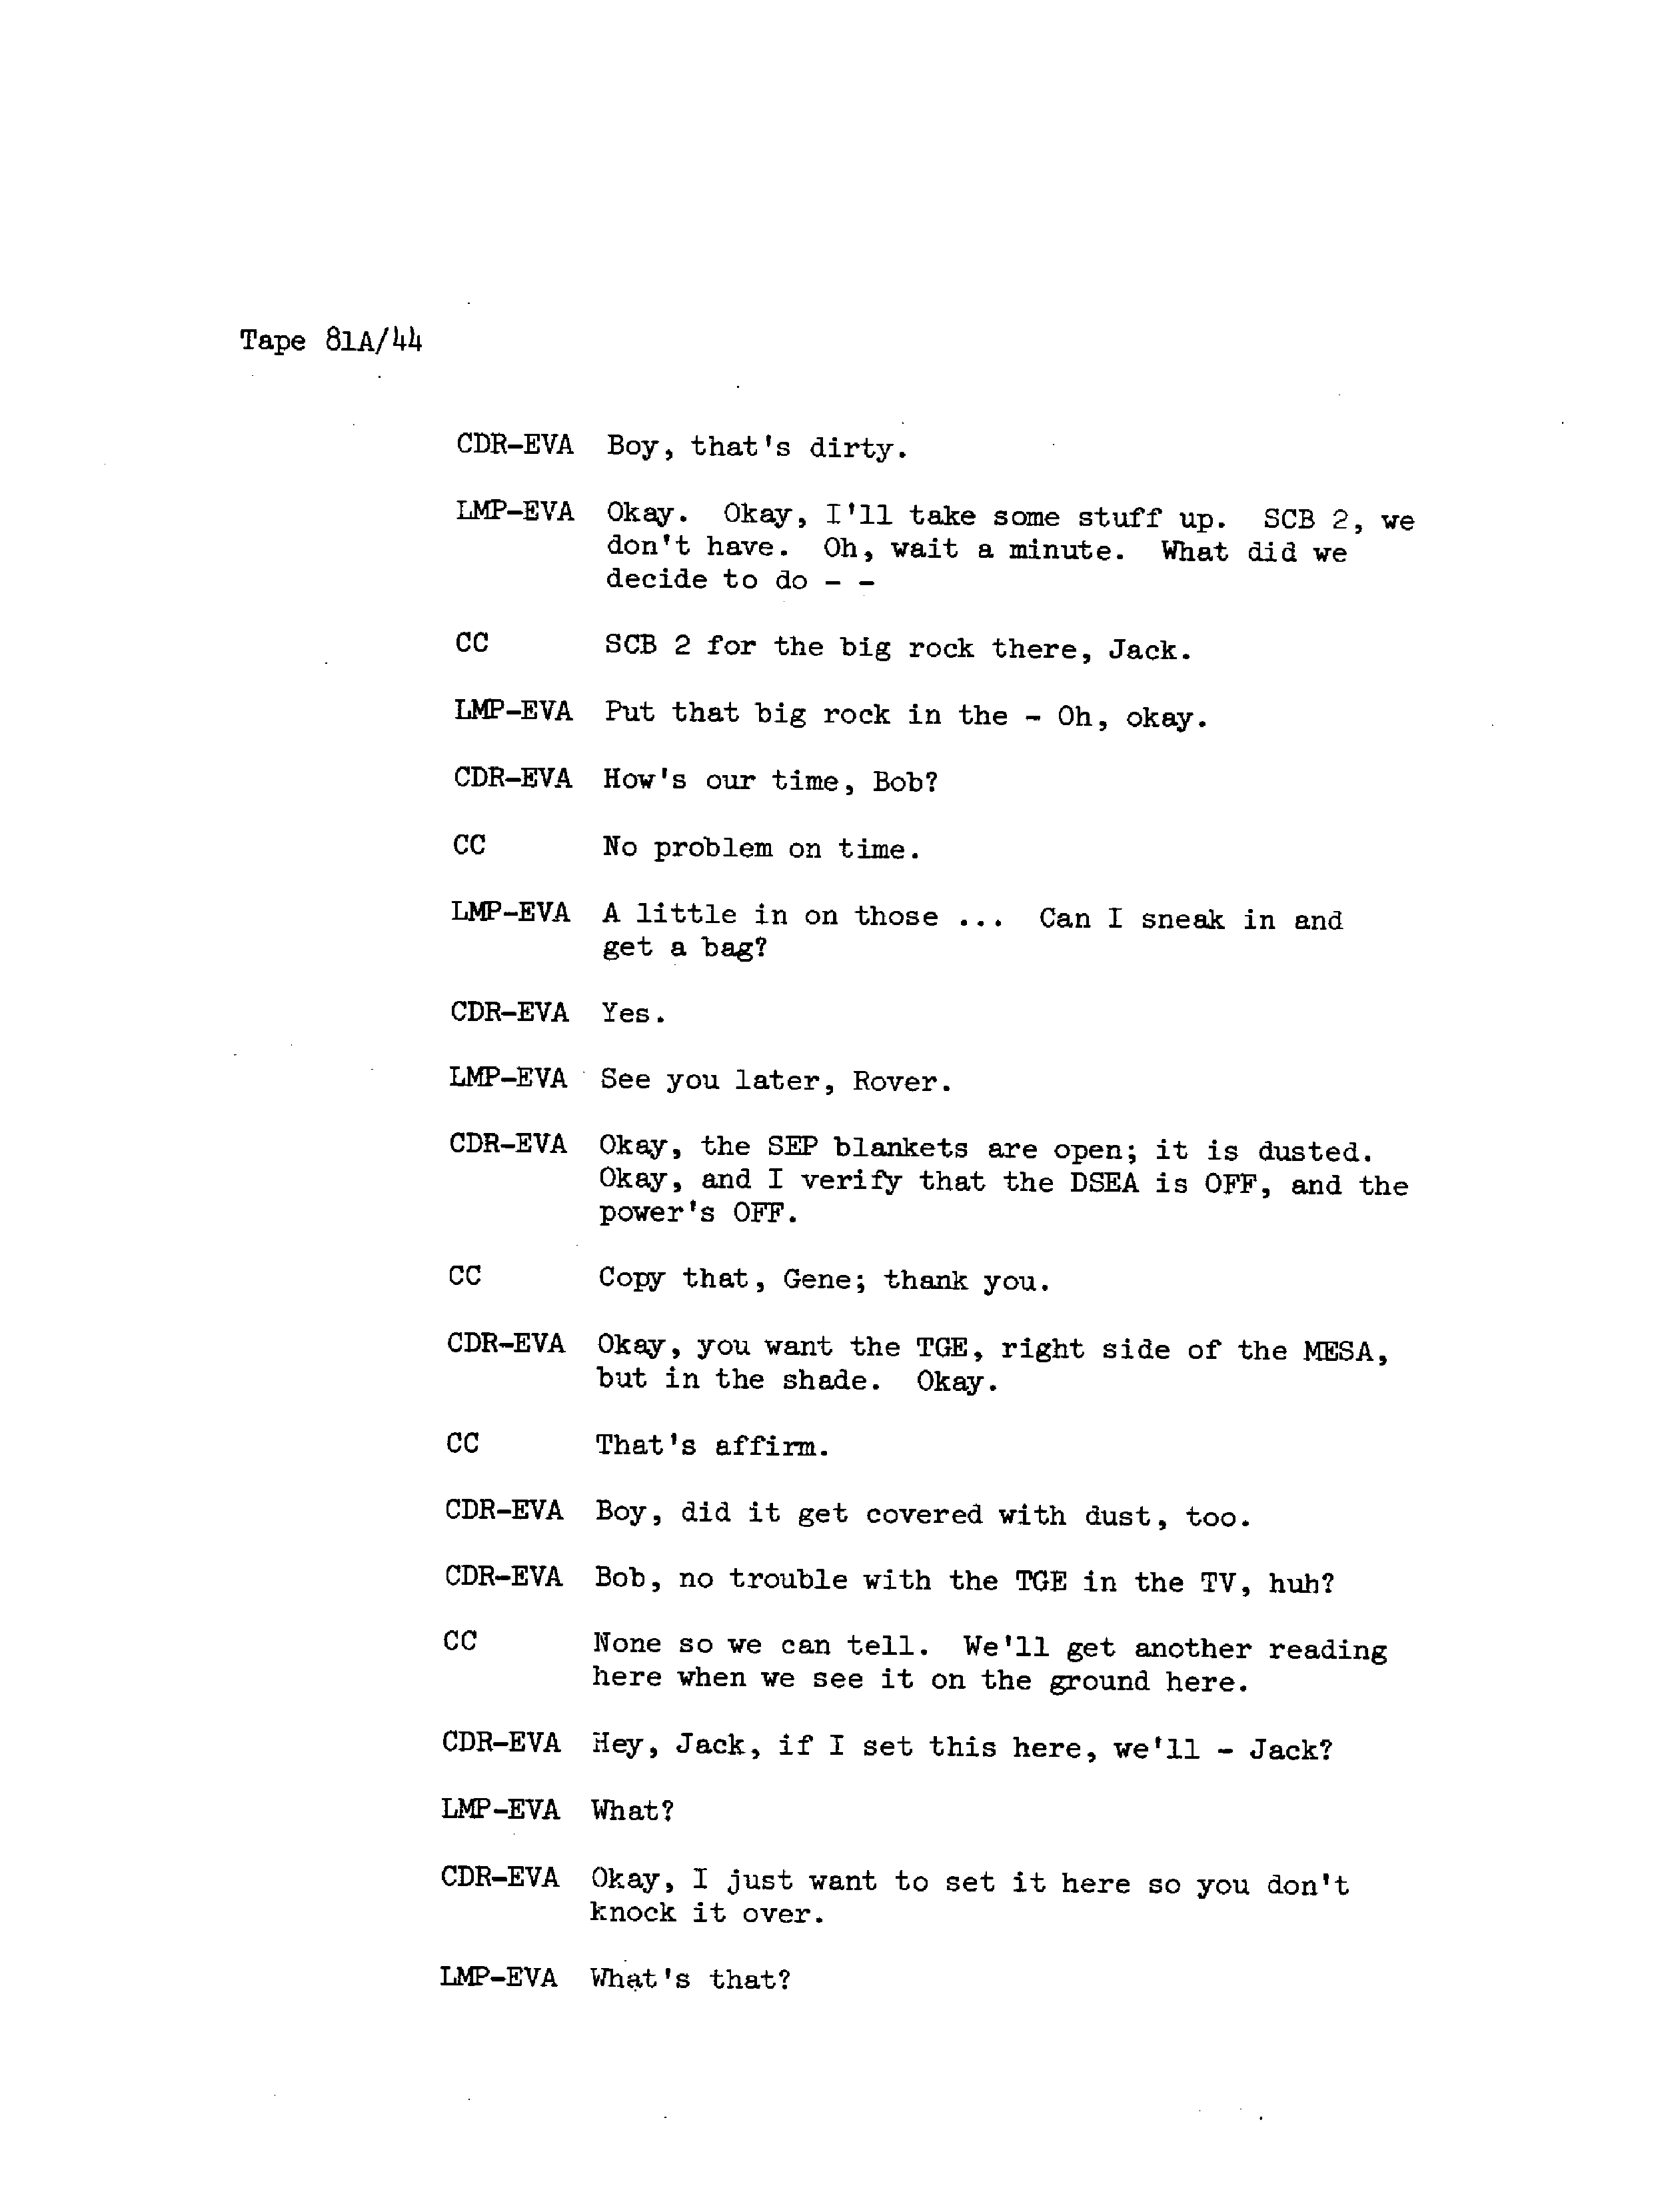 Tape 81A/44
CDR-EVA Boy, that's dirty.
LMP-EVA Okay. Okay, I'll take some stuff up. SCB 2, we
don't have. Oh, wait a minute. What did we
decide to do - -
CC SCB 2 for the big rock there, Jack.
LMP-EVA Put that big rock in the - Oh, okay.
CDR-EVA How's our time, Bob?
CC No problem on time.
LMP-EVA A little in on those ... Can I sneak in and
get a bag?
CDR-EVA Yes.
LMP-EVA See you later, Rover.
CDR-EVA Okay, the SEP blankets are open; it is dusted.
Okay, and I verify that the DSEA is OFF, and the
power's OFF.
CC Copy that, Gene; thank you.
CDR-EVA Okay, you want the TGE, right side of the MESA,
but in the shade. Okay.
CC That's affirm.
CDR-EVA Boy, did it get covered with dust, too.
CDR-EVA Bob, no trouble with the TGE in the TV, huh?
CC None so we can tell. We'll get another reading
here when we see it on the ground here.
CDR-EVA Hey, Jack, if I set this here, we'll - Jack?
LMP-EVA What?
CDR-EVA Okay, I just want to set it here so you don't
knock it over.
LMP-EVA What's that?